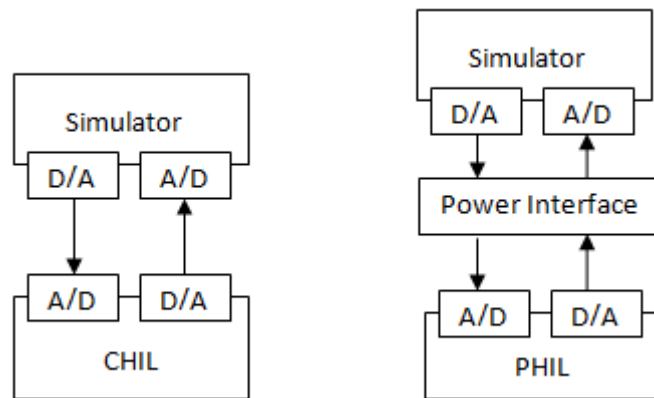 Simulator
D/A A/D
A/D D/A
CHIL
Simulator
D/A A/D
Power Interface
A/D D/A
PHIL